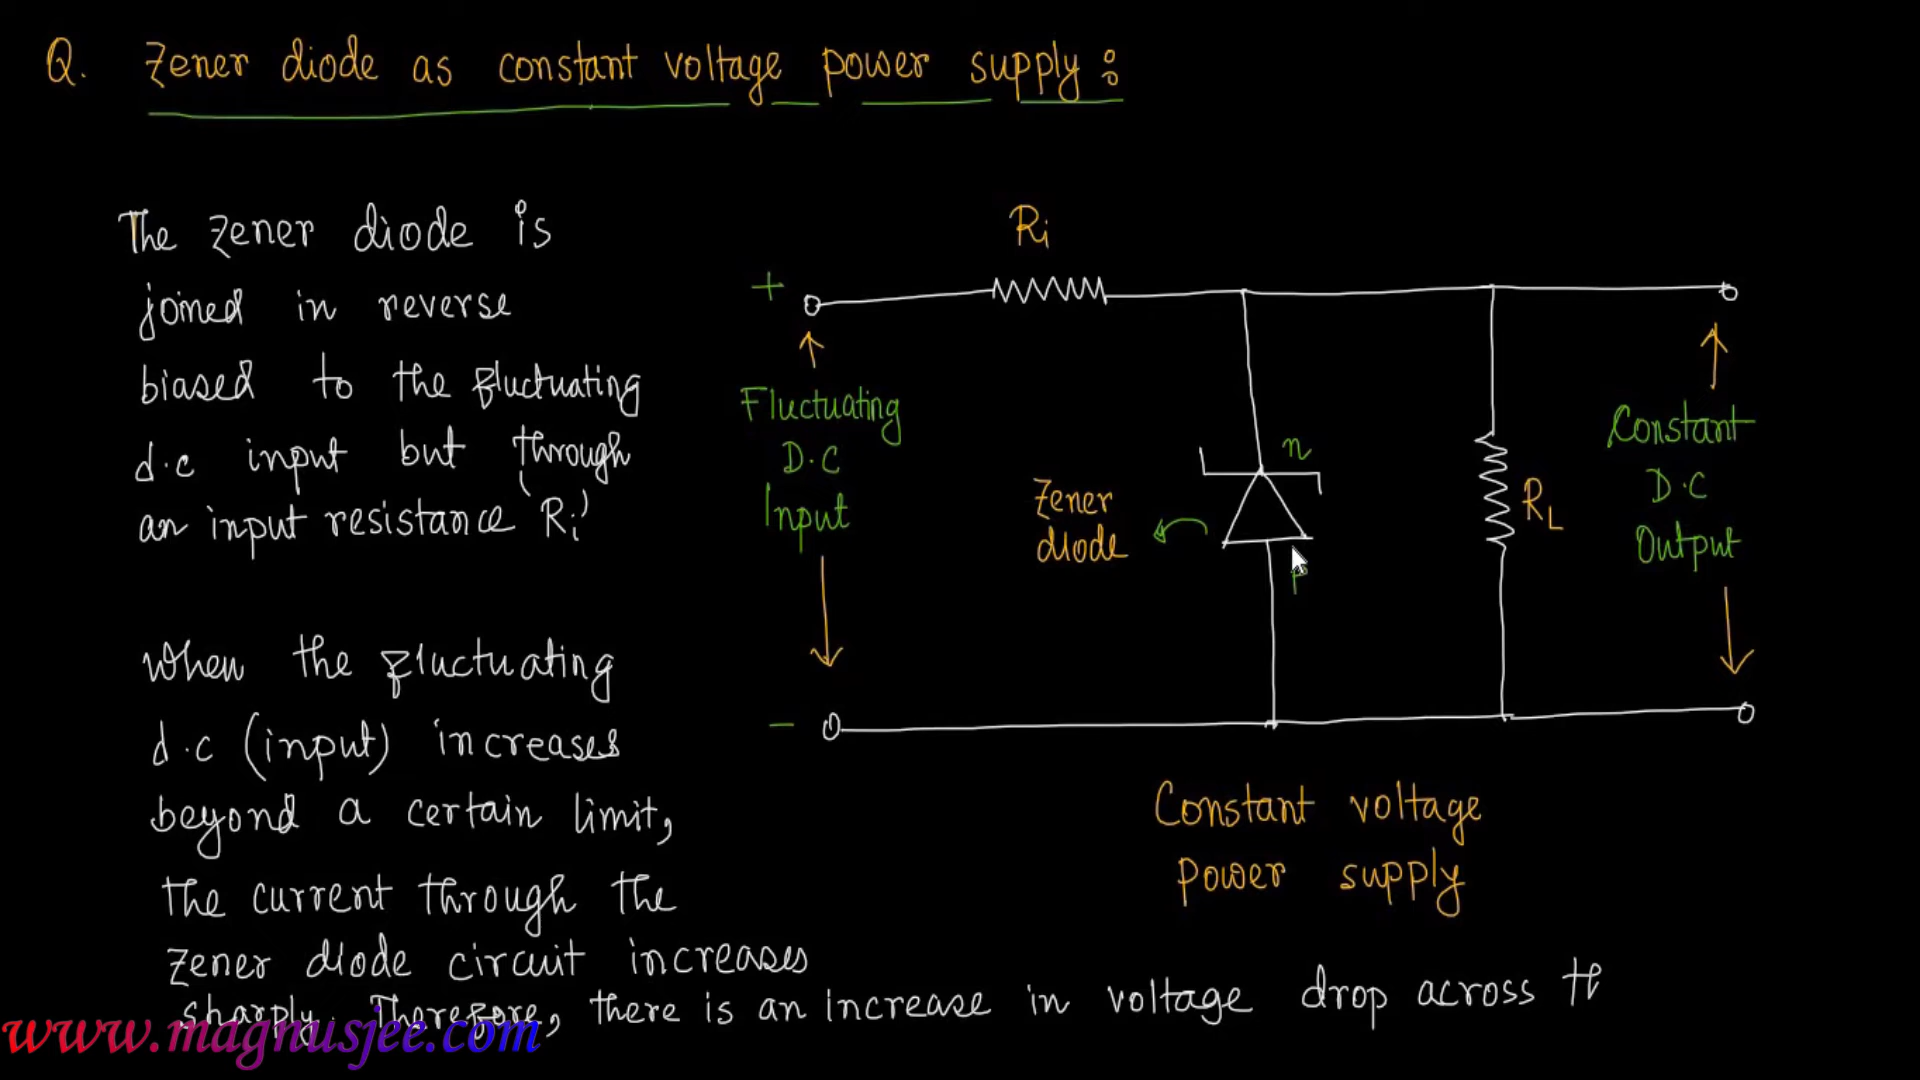 Q. Zener diode as constant voltage power supply :
The zener diode is
joined in reverse
biased to the fluctuating
d.c input but through
an input resistance 'Ri'
When the fluctuating
d.c (input) increases
beyond a certain limit,
the current through the
zener diode circuit increases
sharply. Therefore, there is an increase in voltage drop across th
Ri
+
Fluctuating
D.C
Input
-
Zener
diode
n
p
RL
Constant
D.C
Output
Constant voltage
power supply
www.magnusjee.com